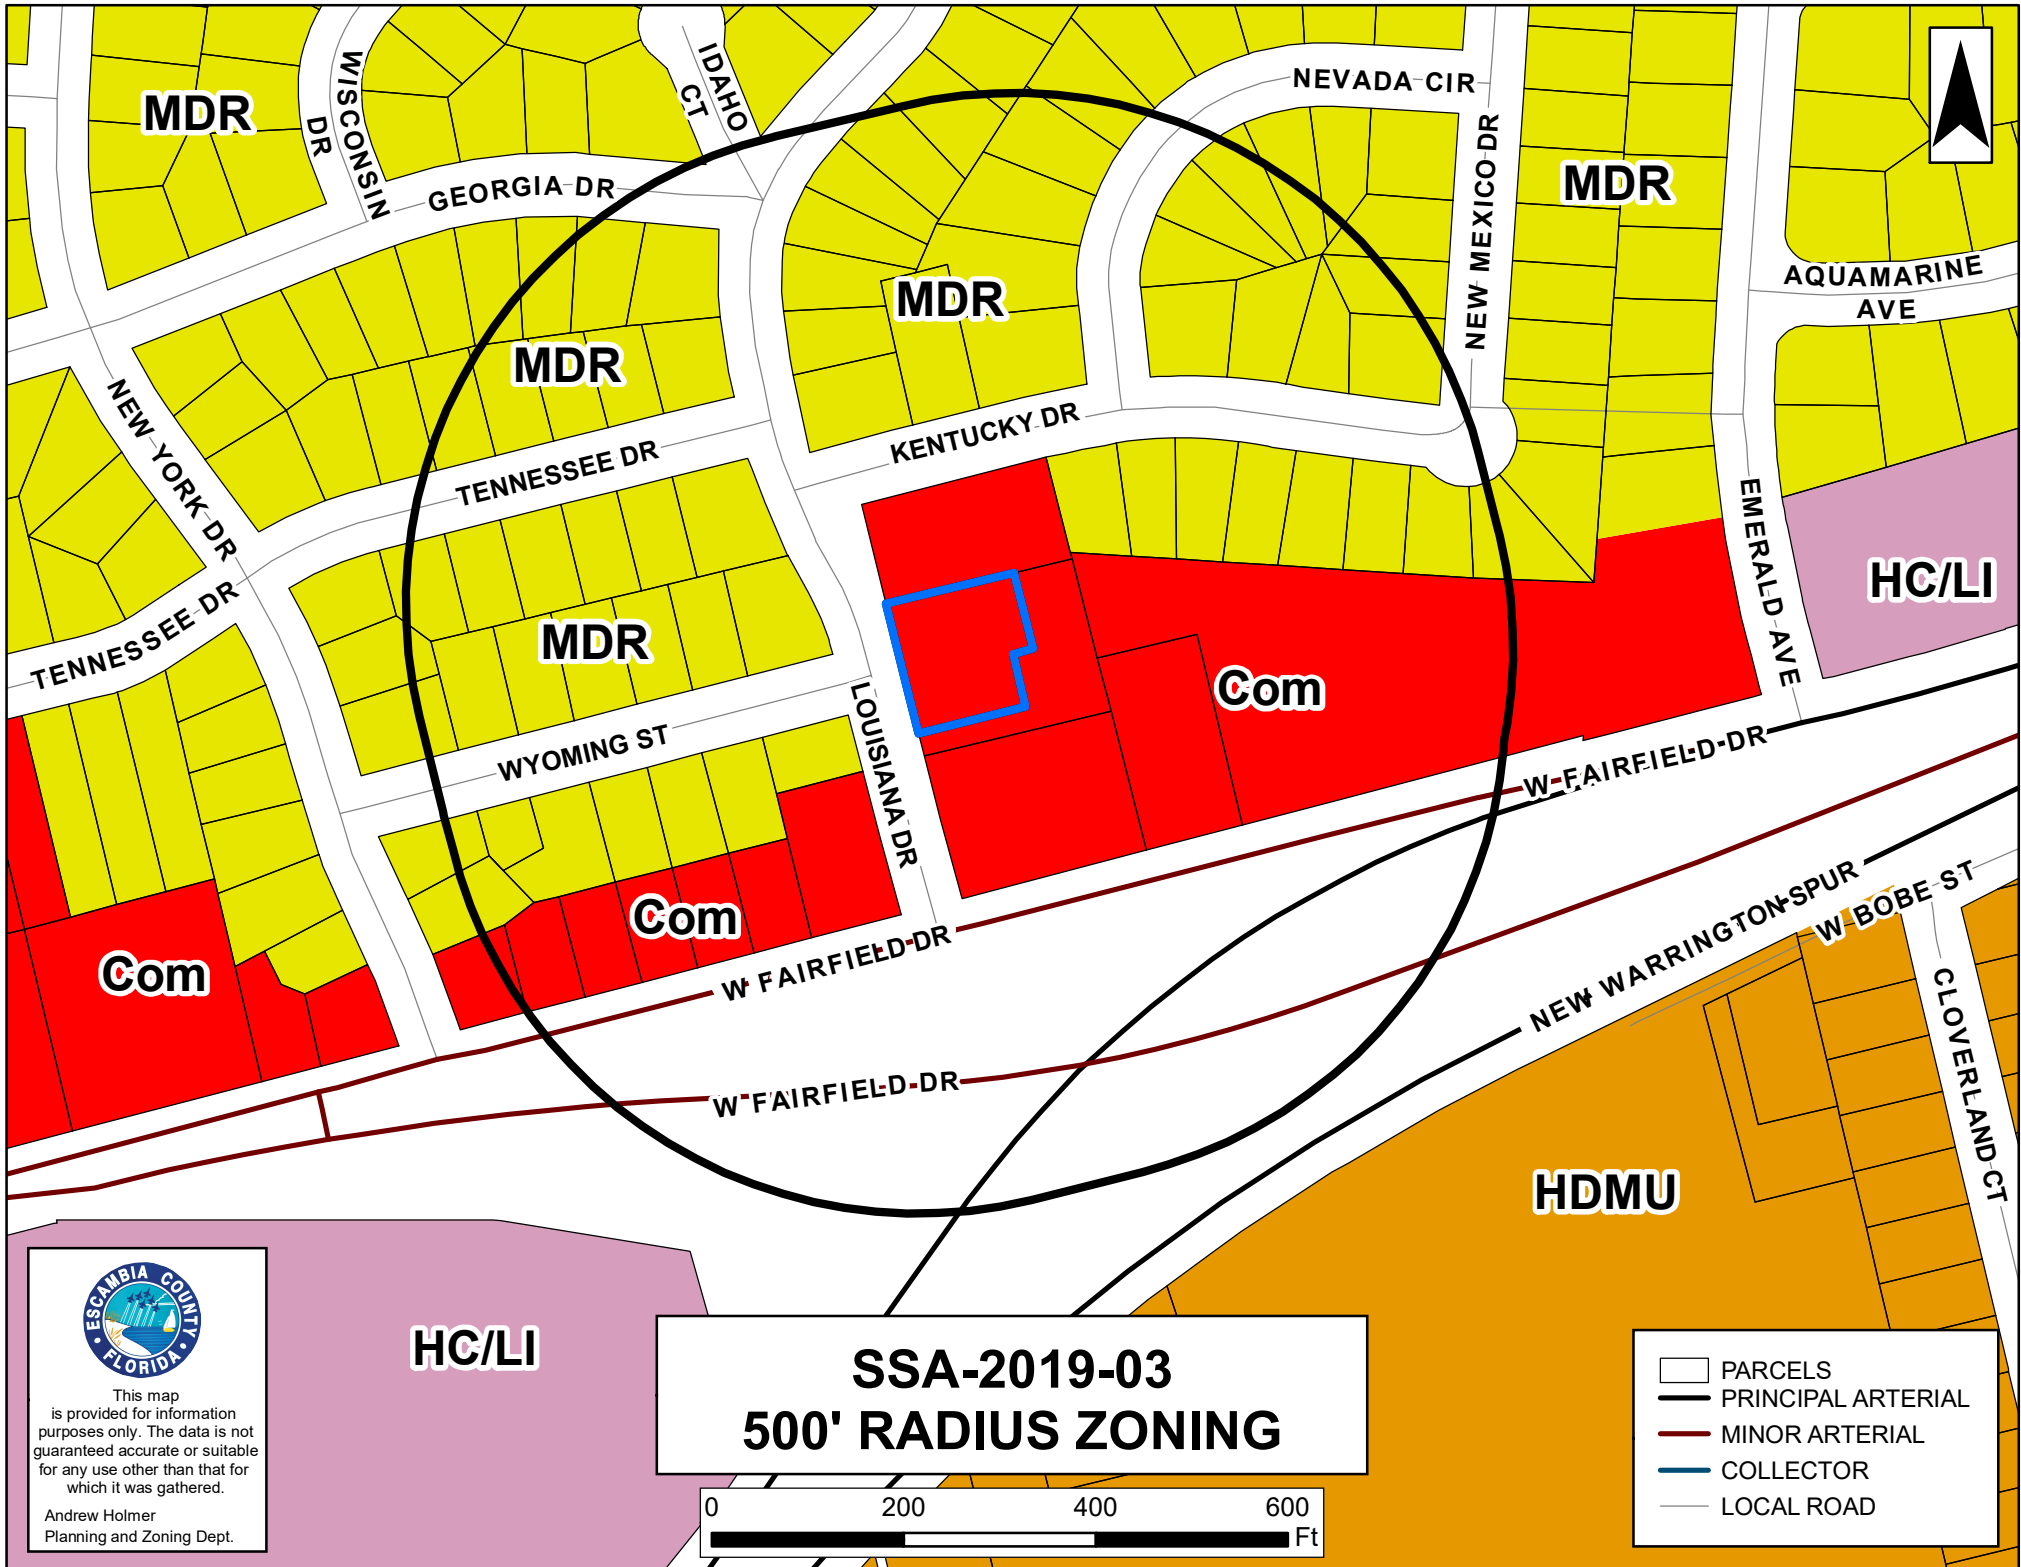 WISCONSIN
DR
IDAHO
CT
NEVADA CIR
MDR
GEORGIA DR
NEW MEXICO DR
MDR
AQUAMARINE
AVE
MDR
MDR
NEW YORK DR
KENTUCKY DR
TENNESSEE DR
EMERALD AVE
HC/LI
TENNESSEE DR
MDR
Com
LOUISIANA DR
WYOMING ST
W FAIRFIELD DR
Com
Com
W FAIRFIELD DR
NEW WARRINGTON SPUR
W BOBE ST
CLOVERLAND CT
W FAIRFIELD DR
HDMU
HC/LI
ESCAMBIA COUNTY
FLORIDA
This map
is provided for information
purposes only. The data is not
guaranteed accurate or suitable
for any use other than that for
which it was gathered.
Andrew Holmer
Planning and Zoning Dept.
SSA-2019-03
500' RADIUS ZONING
0 200 400 600
Ft
PARCELS
PRINCIPAL ARTERIAL
MINOR ARTERIAL
COLLECTOR
LOCAL ROAD